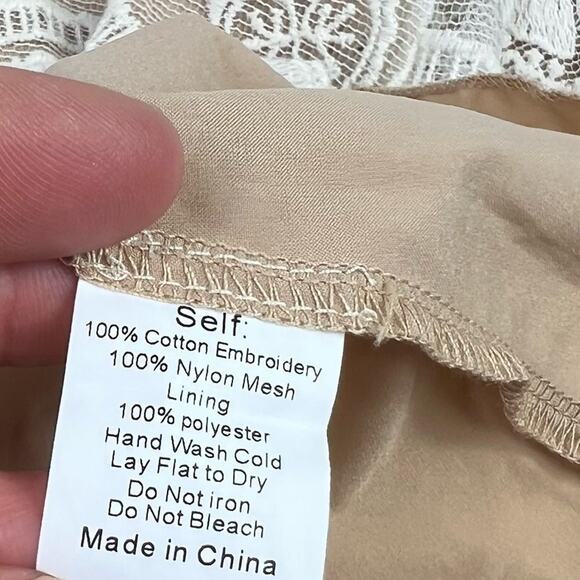 Self:
100% Cotton Embroidery
100% Nylon Mesh
Lining
100% polyester
Hand Wash Cold
Lay Flat to Dry
Do Not iron
Do Not Bleach
Made in China